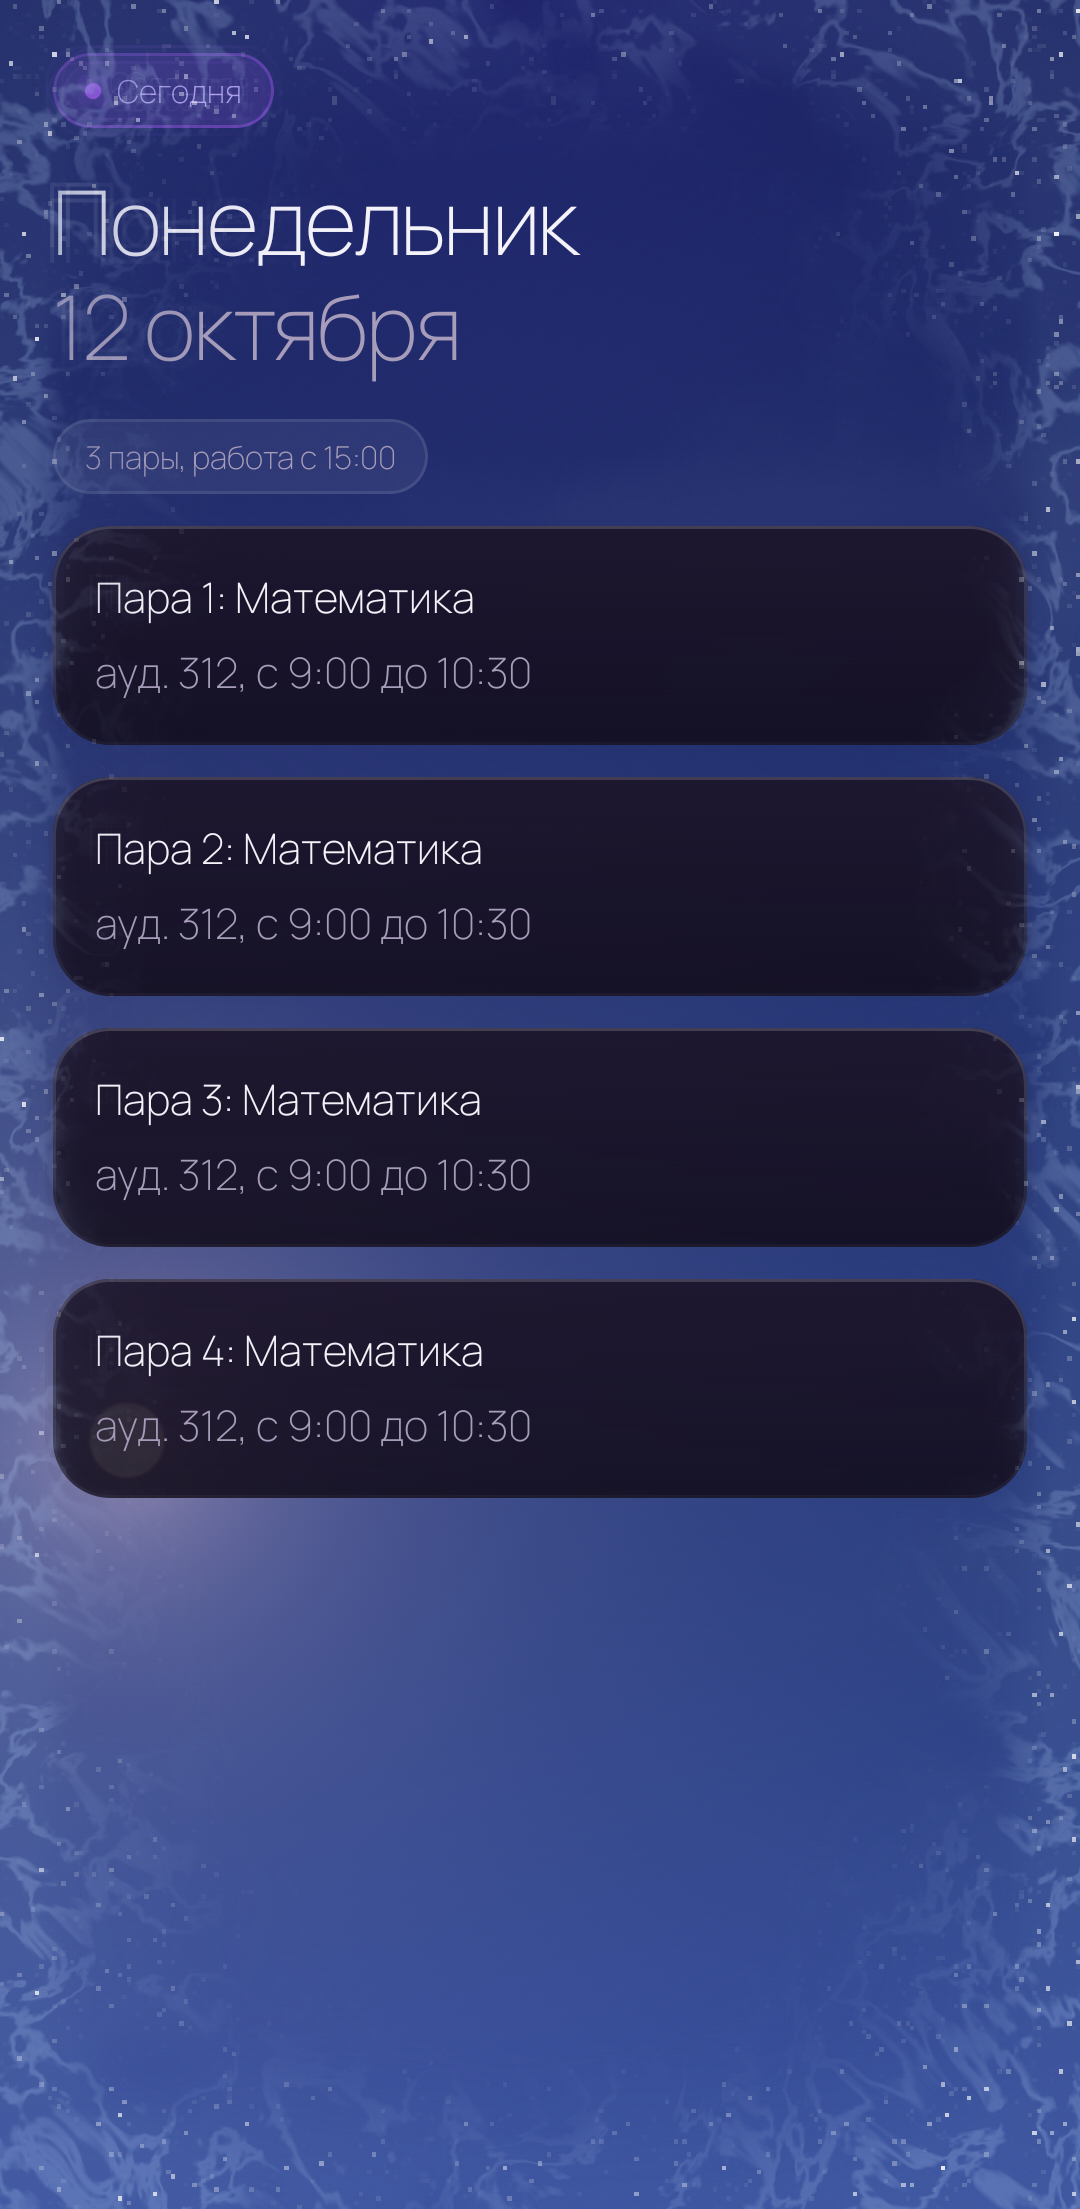 Сегодня
Понедельник
12 октября
3 пары, работа с 15:00
Пара 1: Математика
ауд. 312, с 9:00 до 10:30
Пара 2: Математика
ауд. 312, с 9:00 до 10:30
Пара 3: Математика
ауд. 312, с 9:00 до 10:30
Пара 4: Математика
ауд. 312, с 9:00 до 10:30